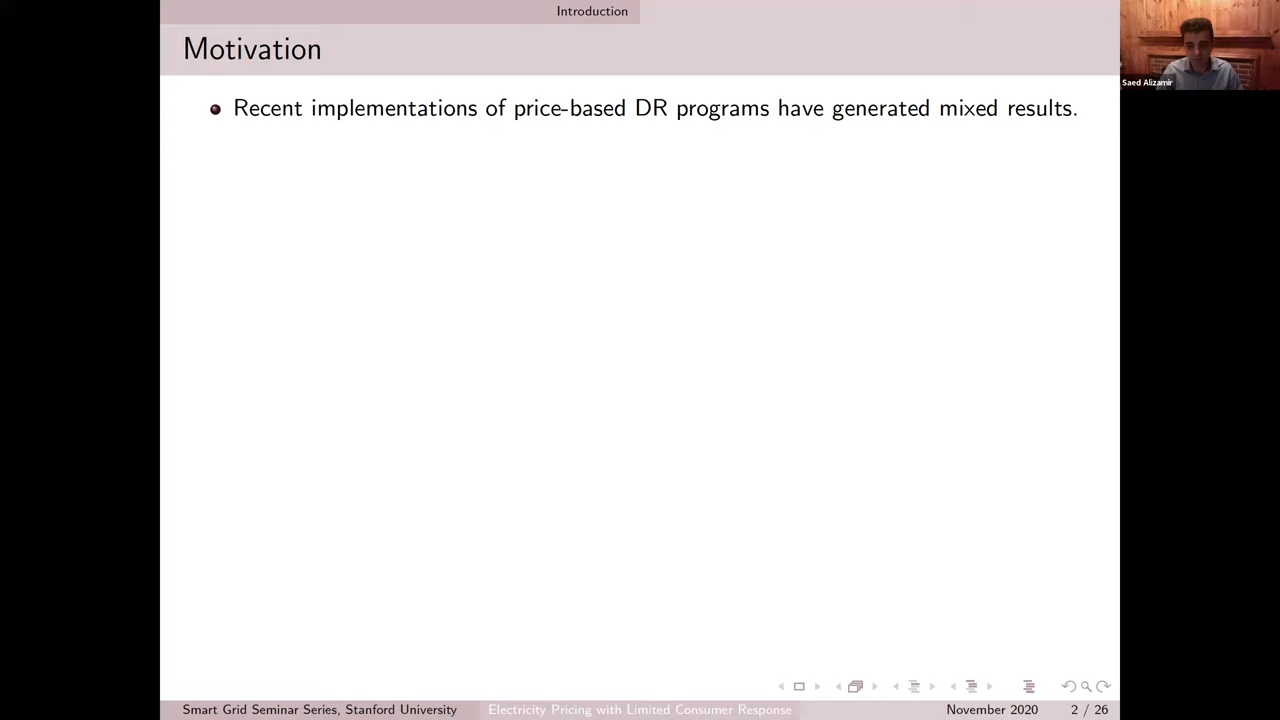 Introduction
Motivation
Saed Alizamir
Recent implementations of price-based DR programs have generated mixed results.
Smart Grid Seminar Series, Stanford University
Electricity Pricing with Limited Consumer Response
November 2020
2 / 26